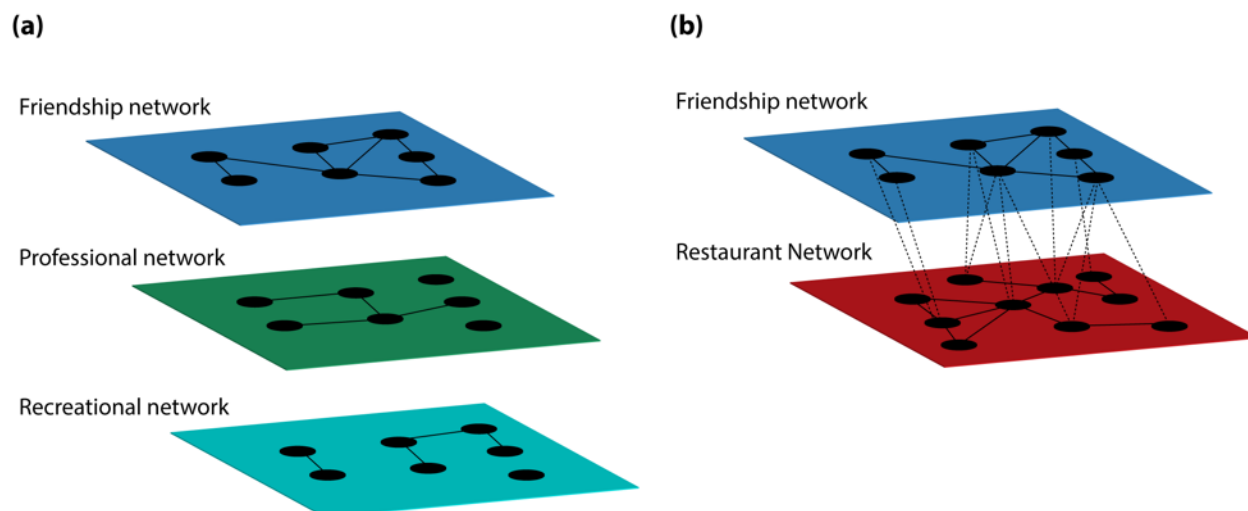 (a)
Friendship network
Professional network
Recreational network
(b)
Friendship network
Restaurant Network